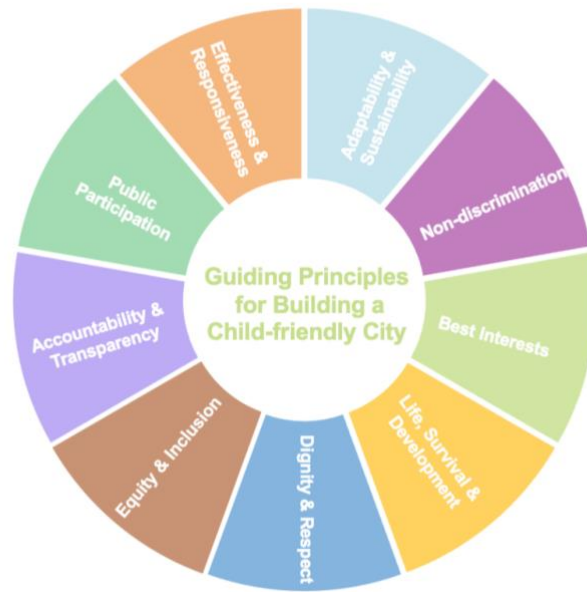 Adaptability &
Sustainability
Non-discrimination
Best Interests
Life, Survival &
Development
Dignity & Respect
Equity & Inclusion
Accountability &
Transparency
Public
Participation
Effectiveness &
Responsiveness
Guiding Principles
for Building a
Child-friendly City